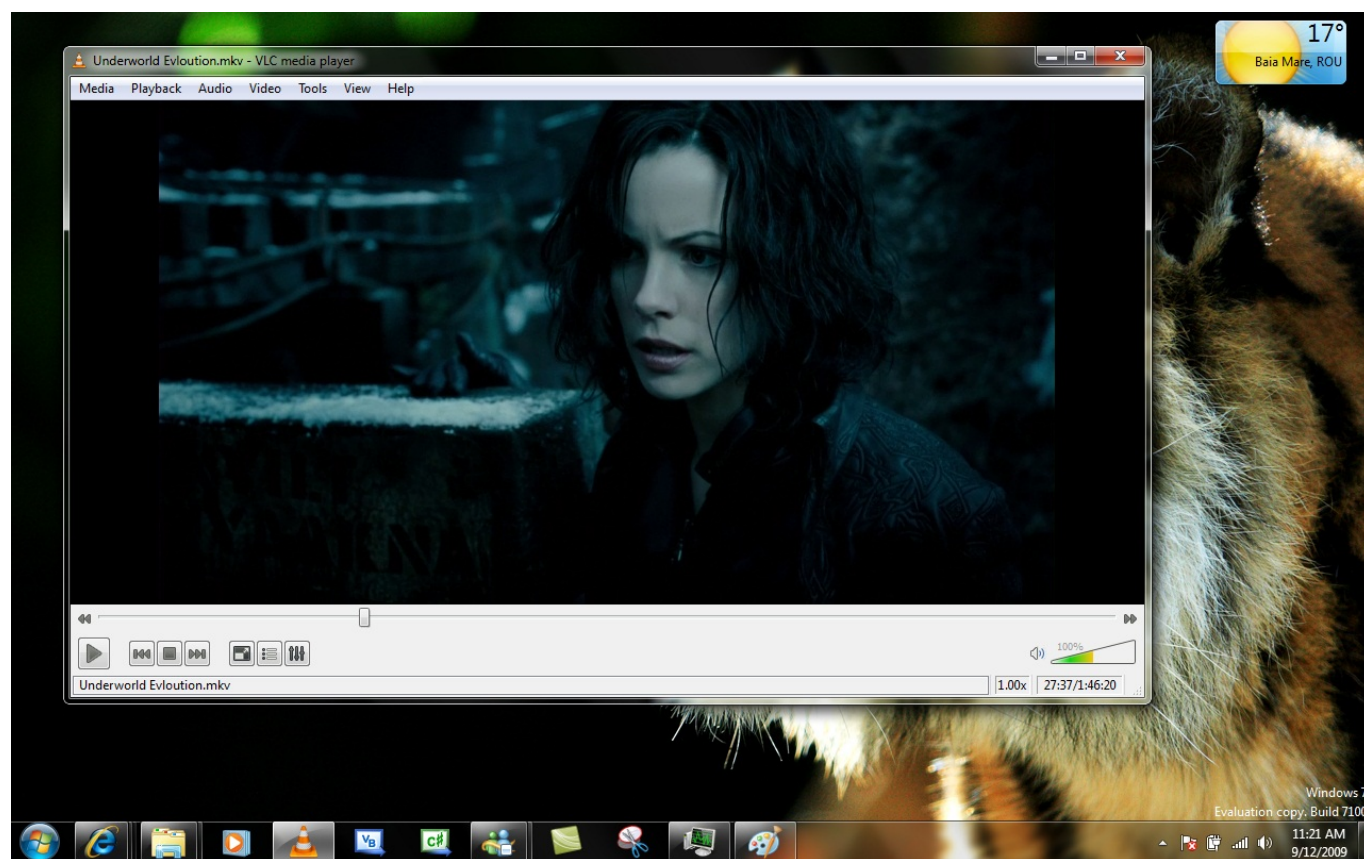 Underworld Evloution.mkv - VLC media player
17°
Baia Mare, ROU
Media Playback Audio Video Tools View Help
100%
Underworld Evloution.mkv
1.00x
27:37/1:46:20
Windows 7
Evaluation copy. Build 7100
VB
C#
11:21 AM
9/12/2009